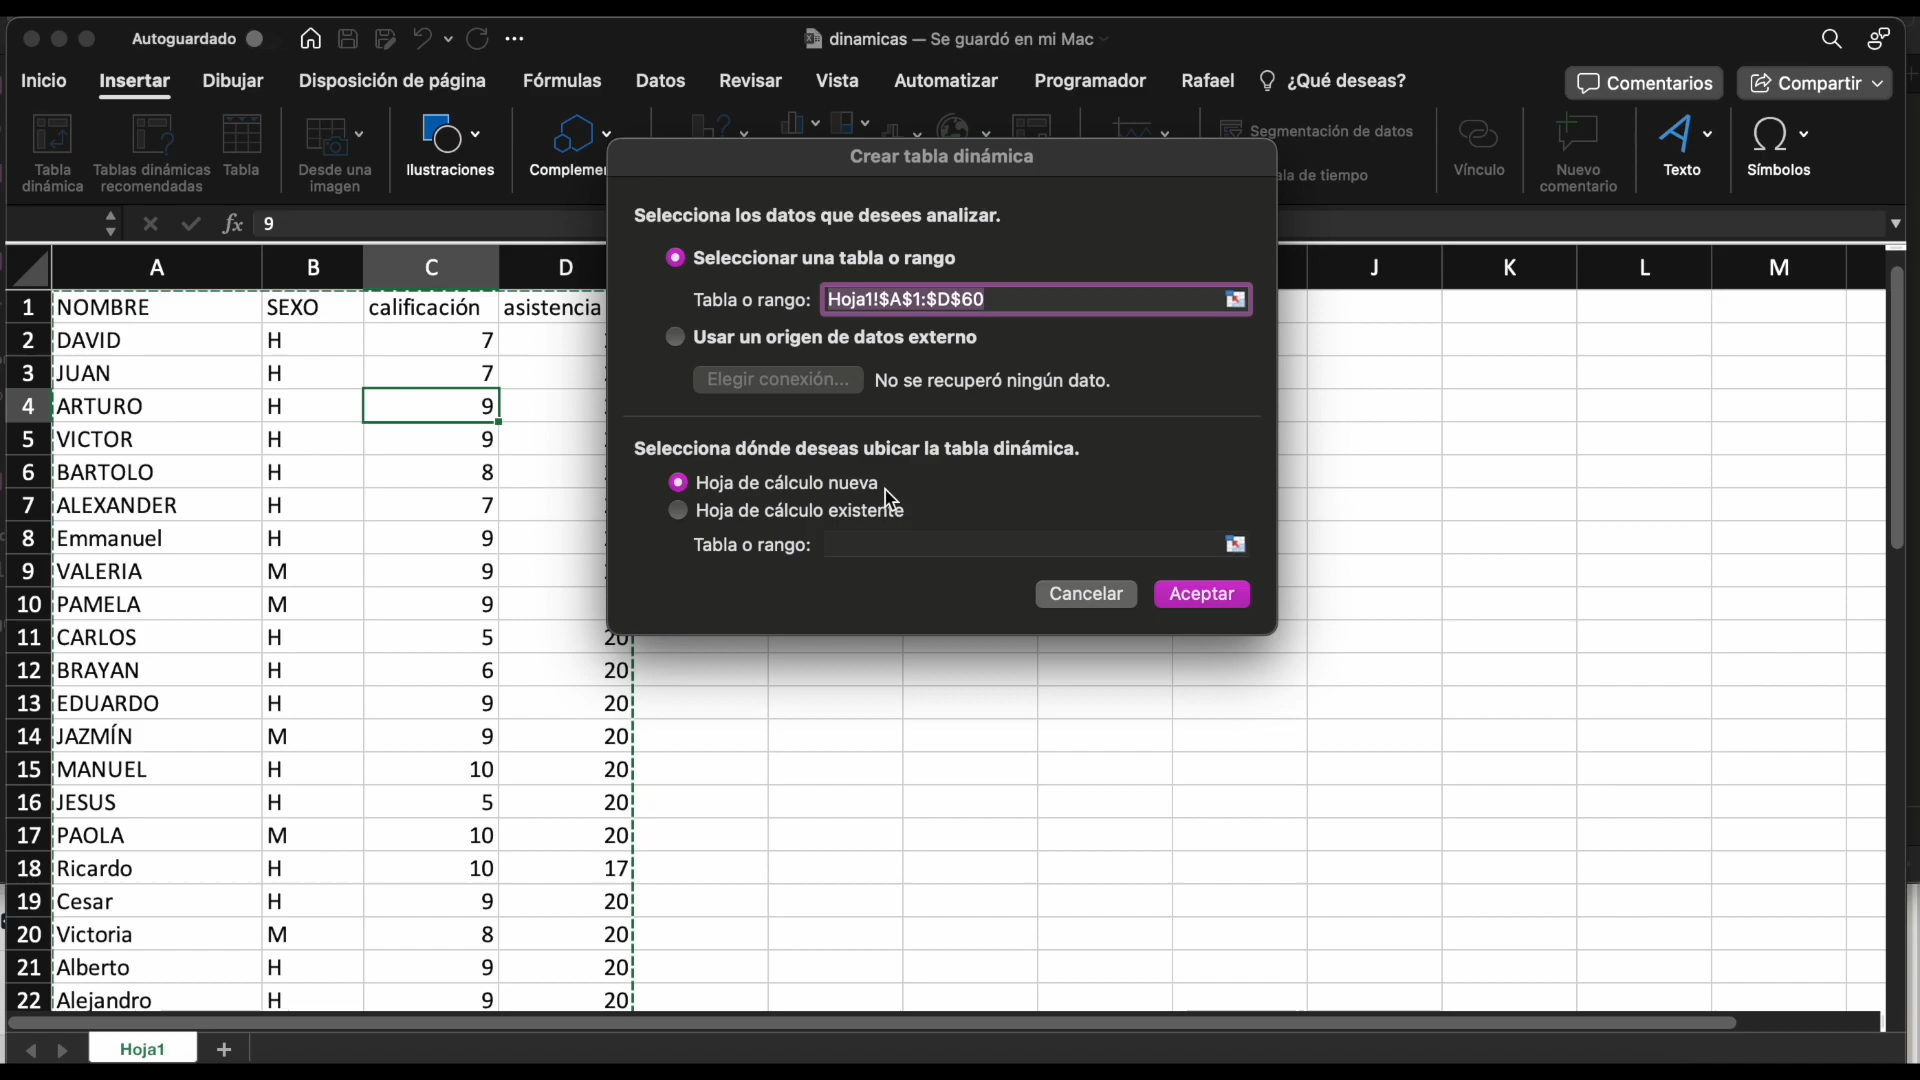 Autoguardado
dinamicas — Se guardó en mi Mac
Inicio Insertar Dibujar Disposición de página Fórmulas Datos Revisar Vista Automatizar Programador Rafael ¿Qué deseas? Comentarios Compartir
Tabla dinámica
Tablas dinámicas recomendadas
Tabla
Desde una imagen
Ilustraciones
Segmentación de datos
Vínculo
Nuevo comentario
Texto
Símbolos
fx 9
Crear tabla dinámica
Selecciona los datos que desees analizar.
Seleccionar una tabla o rango
Tabla o rango: Hoja1!$A$1:$D$60
Usar un origen de datos externo
Elegir conexión... No se recuperó ningún dato.
Selecciona dónde deseas ubicar la tabla dinámica.
Hoja de cálculo nueva
Hoja de cálculo existente
Tabla o rango:
Cancelar Aceptar
A B C D J K L M
1 NOMBRE SEXO calificación asistencia
2 DAVID H 7
3 JUAN H 7
4 ARTURO H 9
5 VICTOR H 9
6 BARTOLO H 8
7 ALEXANDER H 7
8 Emmanuel H 9
9 VALERIA M 9
10 PAMELA M 9
11 CARLOS H 5 20
12 BRAYAN H 6 20
13 EDUARDO H 9 20
14 JAZMÍN M 9 20
15 MANUEL H 10 20
16 JESUS H 5 20
17 PAOLA M 10 20
18 Ricardo H 10 17
19 Cesar H 9 20
20 Victoria M 8 20
21 Alberto H 9 20
22 Alejandro H 9 20
Hoja1